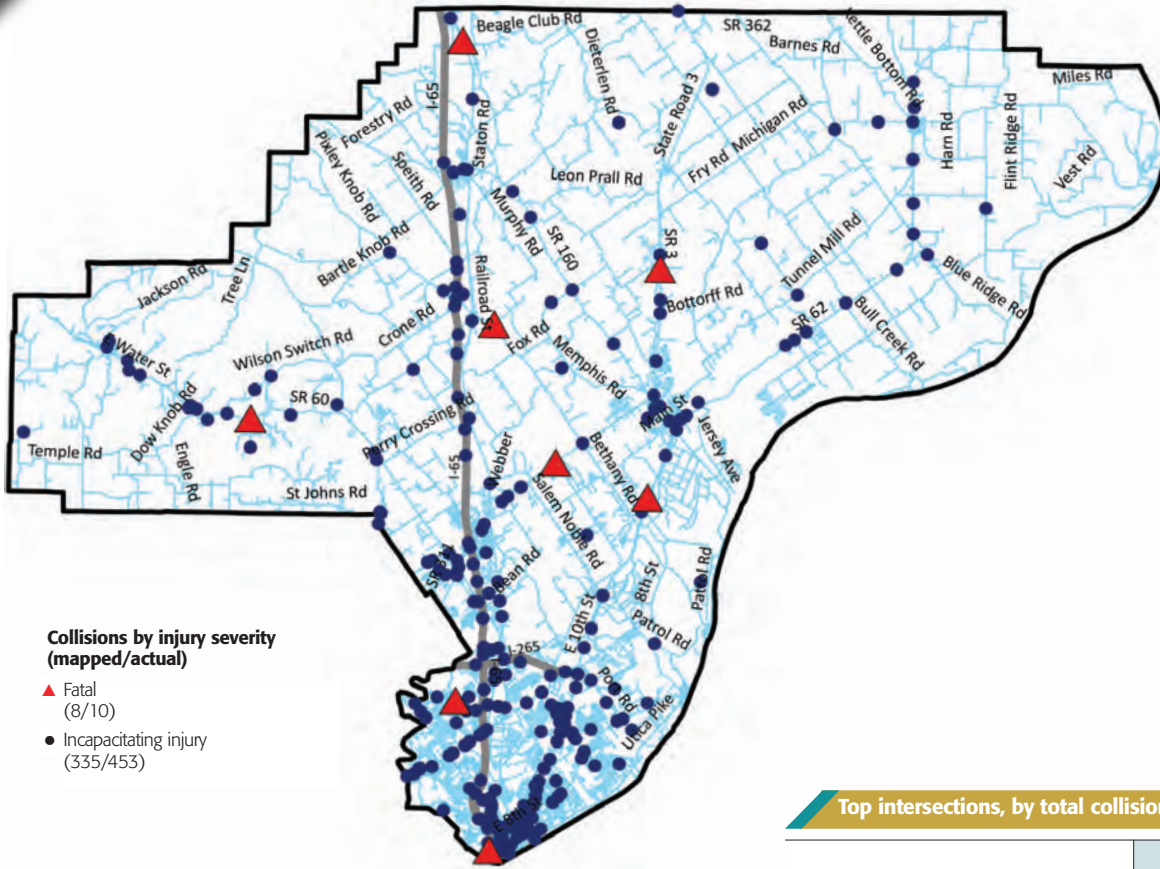 Beagle Club Rd
SR 362
Kettle Bottom Rd
Barnes Rd
Dieterlen Rd
Miles Rd
I-65
Forestry Rd
Staton Rd
State Road 3
Michigan Rd
Harn Rd
Flint Ridge Rd
Pixley Knob Rd
Speith Rd
Leon Prall Rd
Fry Rd
Vest Rd
Murphy Rd
SR 160
SR 3
Tunnel Mill Rd
Bartle Knob Rd
Jackson Rd
Tree Ln
Railroad St
Bottorff Rd
Blue Ridge Rd
SR 62
Bull Creek Rd
E Water St
Wilson Switch Rd
Crone Rd
Fox Rd
Memphis Rd
Dow Knob Rd
SR 60
Main St
Perry Crossing Rd
Jersey Ave
Temple Rd
Engle Rd
I-65
Webber
Bethany Rd
St Johns Rd
Salem Noble Rd
SR 311
Bean Rd
8th St
Patrol Rd
E 10th St
Patrol Rd
I-265
I-65
Port Rd
Utica Pike
E 8th St
Collisions by injury severity
(mapped/actual)
Fatal
(8/10)
Incapacitating injury
(335/453)
Top intersections, by total collision